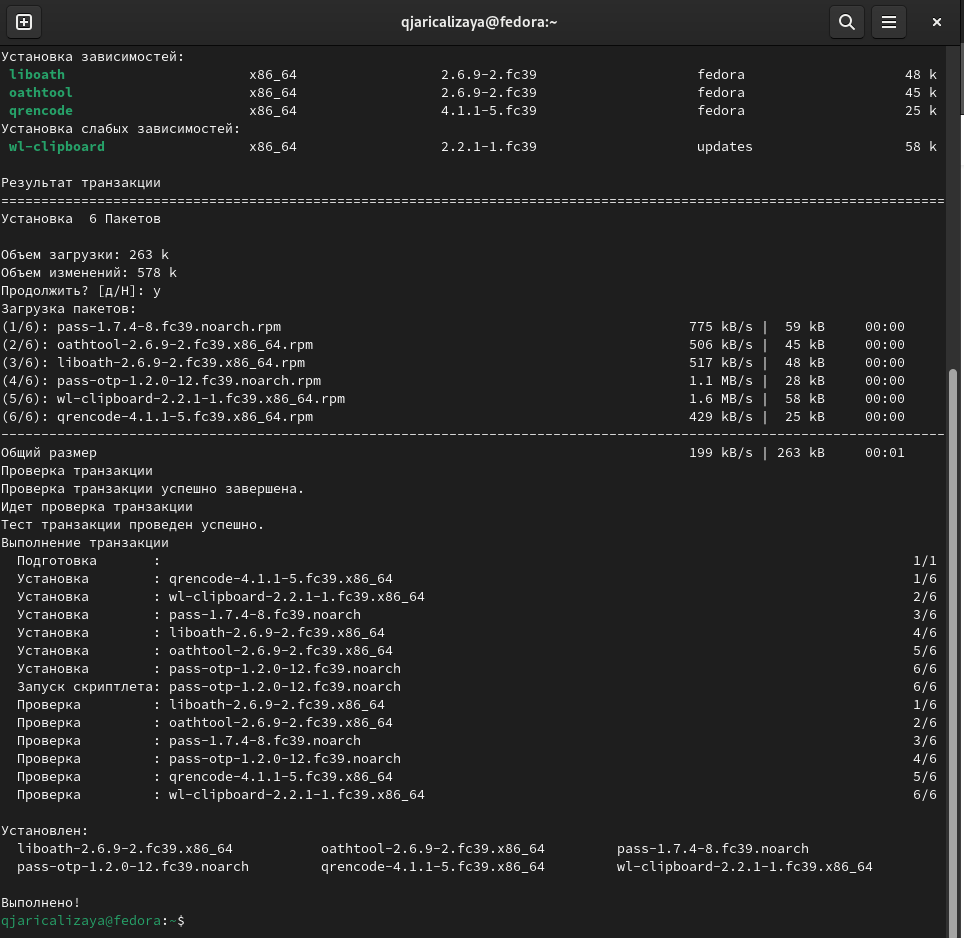 qjaricalizaya@fedora:~
Установка зависимостей:
liboath x86_64 2.6.9-2.fc39 fedora 48 k
oathtool x86_64 2.6.9-2.fc39 fedora 45 k
qrencode x86_64 4.1.1-5.fc39 fedora 25 k
Установка слабых зависимостей:
wl-clipboard x86_64 2.2.1-1.fc39 updates 58 k
Результат транзакции
================================================================================
Установка  6 Пакетов
Объем загрузки: 263 k
Объем изменений: 578 k
Продолжить? [д/Н]: y
Загрузка пакетов:
(1/6): pass-1.7.4-8.fc39.noarch.rpm 775 kB/s |  59 kB     00:00
(2/6): oathtool-2.6.9-2.fc39.x86_64.rpm 506 kB/s |  45 kB     00:00
(3/6): liboath-2.6.9-2.fc39.x86_64.rpm 517 kB/s |  48 kB     00:00
(4/6): pass-otp-1.2.0-12.fc39.noarch.rpm 1.1 MB/s |  28 kB     00:00
(5/6): wl-clipboard-2.2.1-1.fc39.x86_64.rpm 1.6 MB/s |  58 kB     00:00
(6/6): qrencode-4.1.1-5.fc39.x86_64.rpm 429 kB/s |  25 kB     00:00
--------------------------------------------------------------------------------
Общий размер 199 kB/s | 263 kB     00:01
Проверка транзакции
Проверка транзакции успешно завершена.
Идет проверка транзакции
Тест транзакции проведен успешно.
Выполнение транзакции
Подготовка       : 1/1
Установка        : qrencode-4.1.1-5.fc39.x86_64 1/6
Установка        : wl-clipboard-2.2.1-1.fc39.x86_64 2/6
Установка        : pass-1.7.4-8.fc39.noarch 3/6
Установка        : liboath-2.6.9-2.fc39.x86_64 4/6
Установка        : oathtool-2.6.9-2.fc39.x86_64 5/6
Установка        : pass-otp-1.2.0-12.fc39.noarch 6/6
Запуск скриптлета: pass-otp-1.2.0-12.fc39.noarch 6/6
Проверка         : liboath-2.6.9-2.fc39.x86_64 1/6
Проверка         : oathtool-2.6.9-2.fc39.x86_64 2/6
Проверка         : pass-1.7.4-8.fc39.noarch 3/6
Проверка         : pass-otp-1.2.0-12.fc39.noarch 4/6
Проверка         : qrencode-4.1.1-5.fc39.x86_64 5/6
Проверка         : wl-clipboard-2.2.1-1.fc39.x86_64 6/6
Установлен:
liboath-2.6.9-2.fc39.x86_64 oathtool-2.6.9-2.fc39.x86_64 pass-1.7.4-8.fc39.noarch
pass-otp-1.2.0-12.fc39.noarch qrencode-4.1.1-5.fc39.x86_64 wl-clipboard-2.2.1-1.fc39.x86_64
Выполнено!
qjaricalizaya@fedora:~$